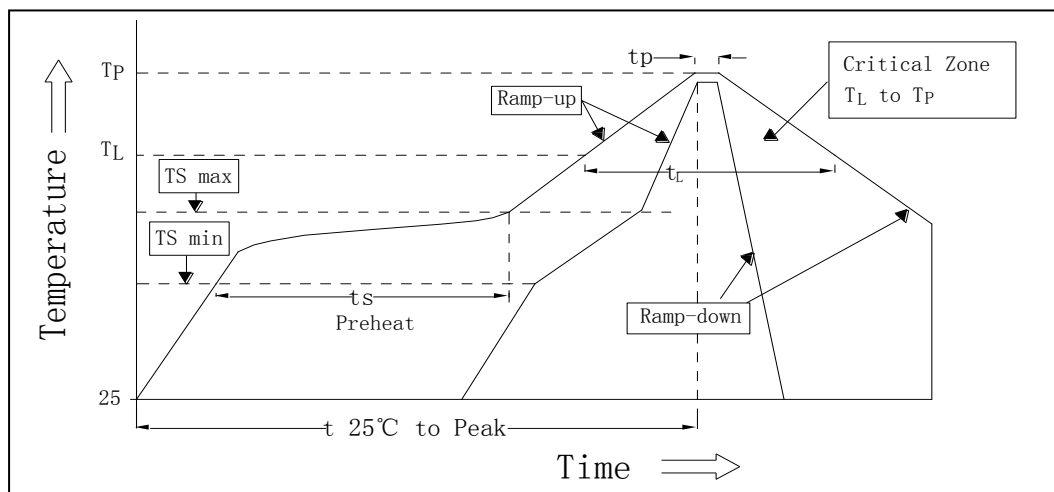 tp
TP
Critical Zone
TL to TP
Ramp-up
TL
TS max
tL
TS min
ts
Preheat
Ramp-down
25
t 25℃ to Peak
Temperature
Time